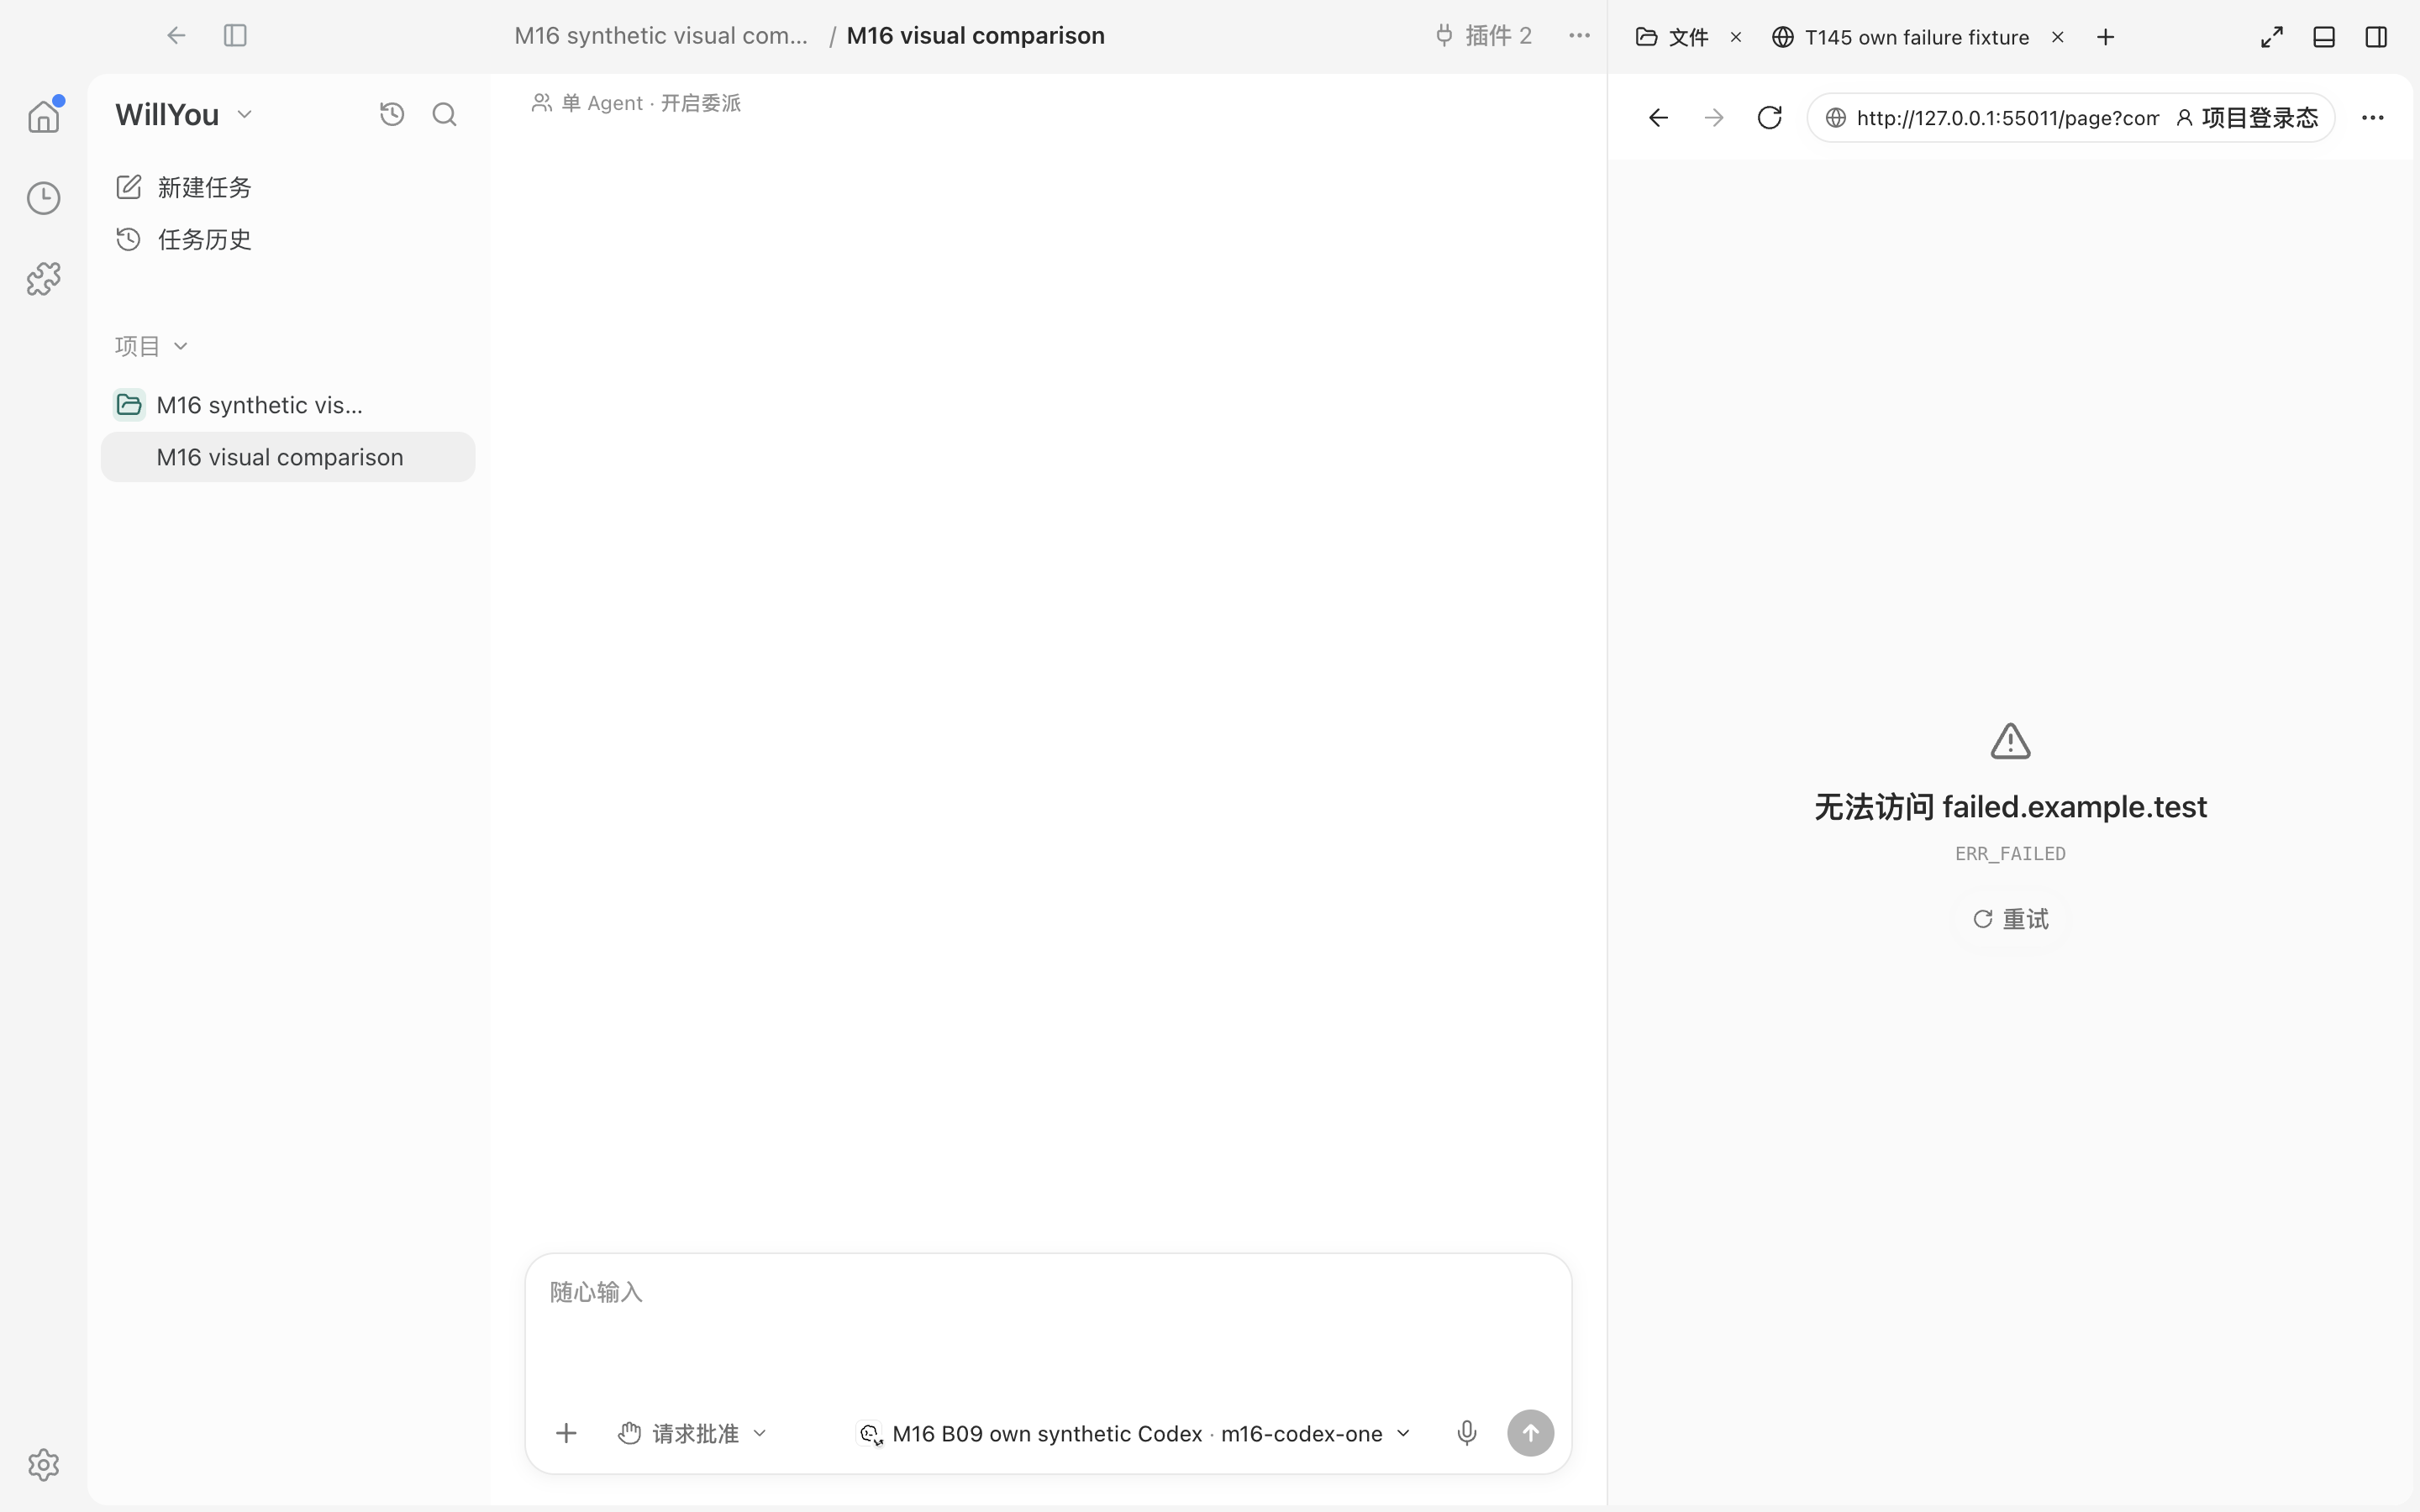 M16 synthetic visual com... / M16 visual comparison
插件 2
文件
T145 own failure fixture
WillYou
单 Agent · 开启委派
http://127.0.0.1:55011/page?com
项目登录态
新建任务
任务历史
项目
M16 synthetic vis...
M16 visual comparison
无法访问 failed.example.test
ERR_FAILED
重试
随心输入
请求批准
M16 B09 own synthetic Codex · m16-codex-one